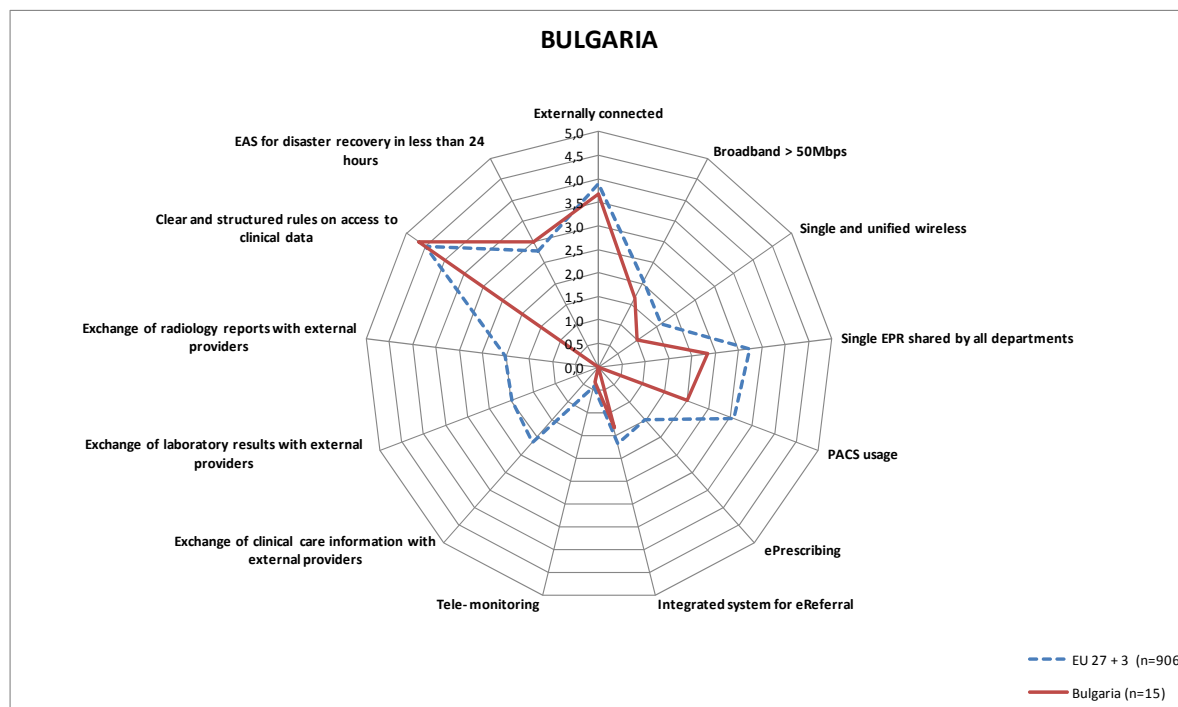 BULGARIA
Externally connected
Broadband > 50Mbps
Single and unified wireless
Single EPR shared by all departments
PACS usage
ePrescribing
Integrated system for eReferral
Tele- monitoring
Exchange of clinical care information with
external providers
Exchange of laboratory results with external
providers
Exchange of radiology reports with external
providers
Clear and structured rules on access to
clinical data
EAS for disaster recovery in less than 24
hours
5,0
4,5
4,0
3,5
3,0
2,5
2,0
1,5
1,0
0,5
0,0
EU 27 + 3 (n=906
Bulgaria (n=15)